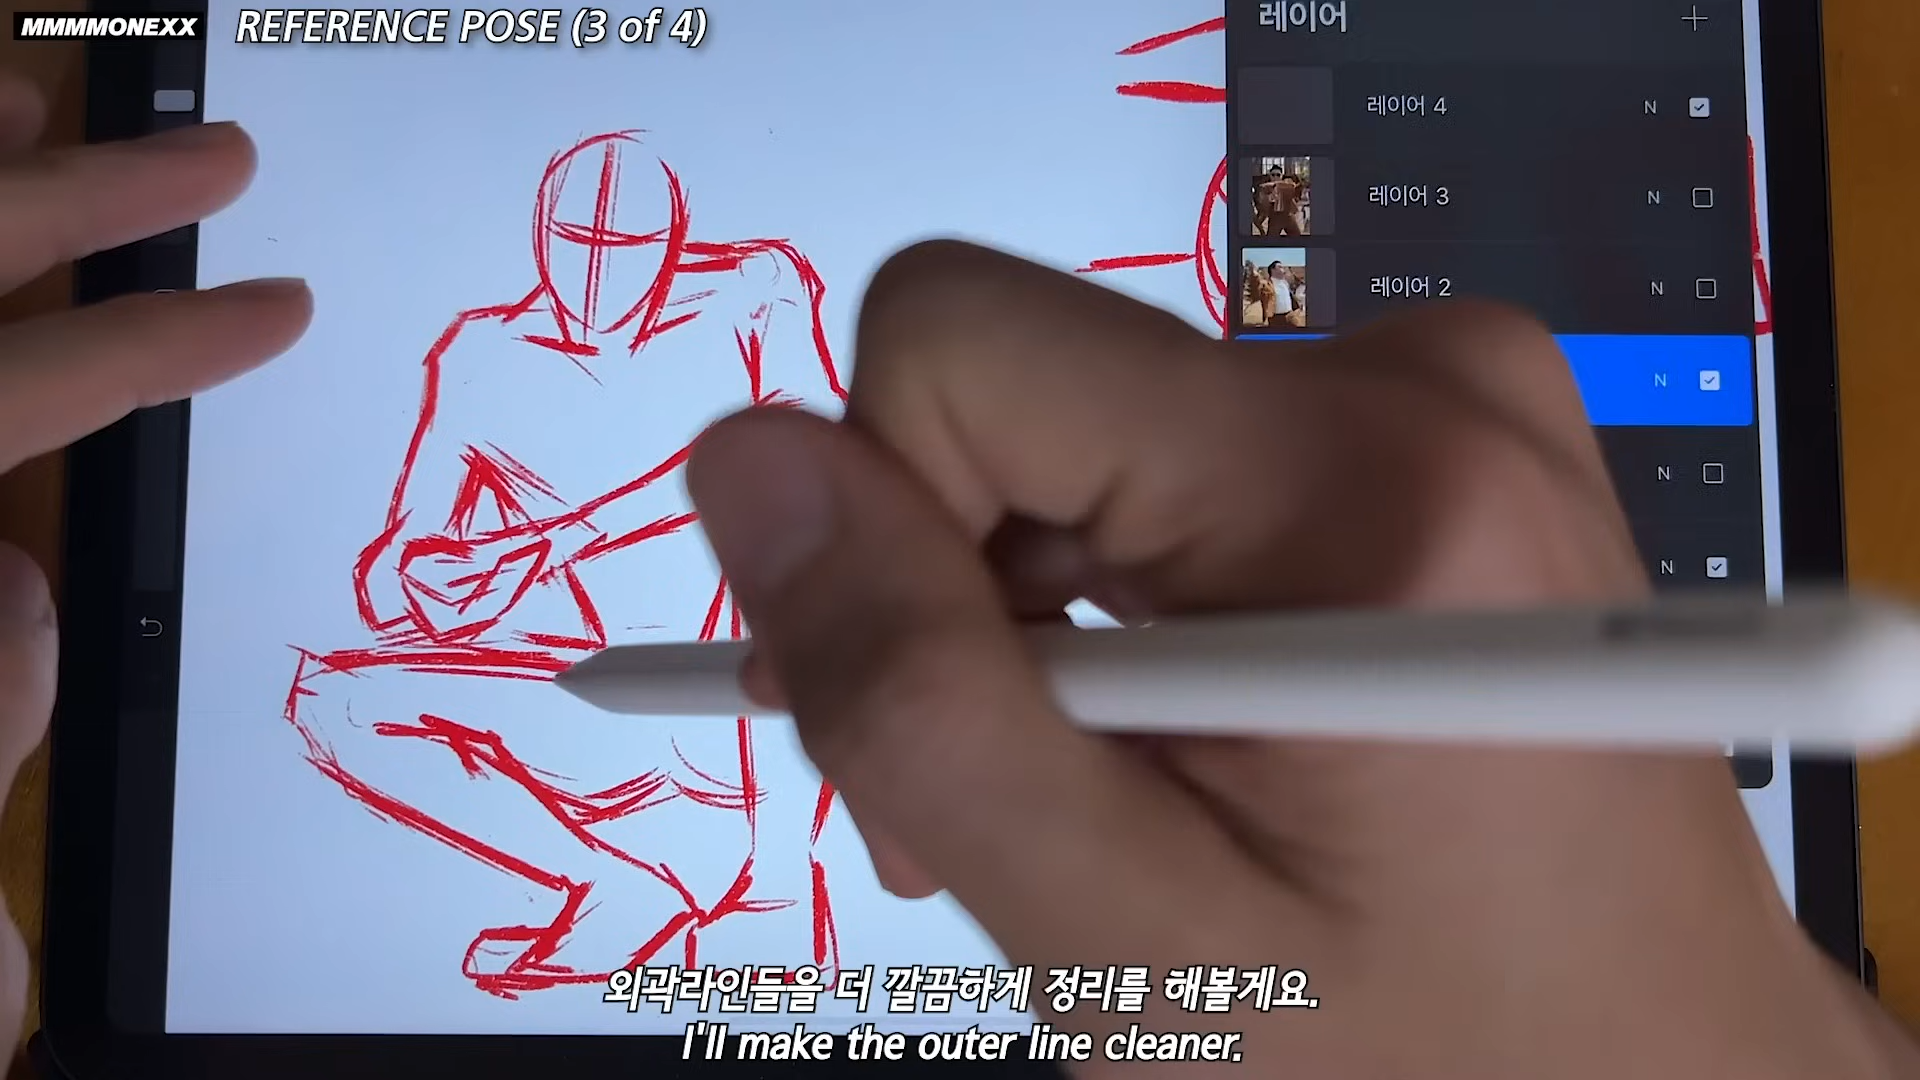 MMMMONEXX
REFERENCE POSE (3 of 4)
레이어
레이어 4
N
레이어 3
N
레이어 2
N
N
N
N
외곽라인들을 더 깔끔하게 정리를 해볼게요.
I'll make the outer line cleaner.